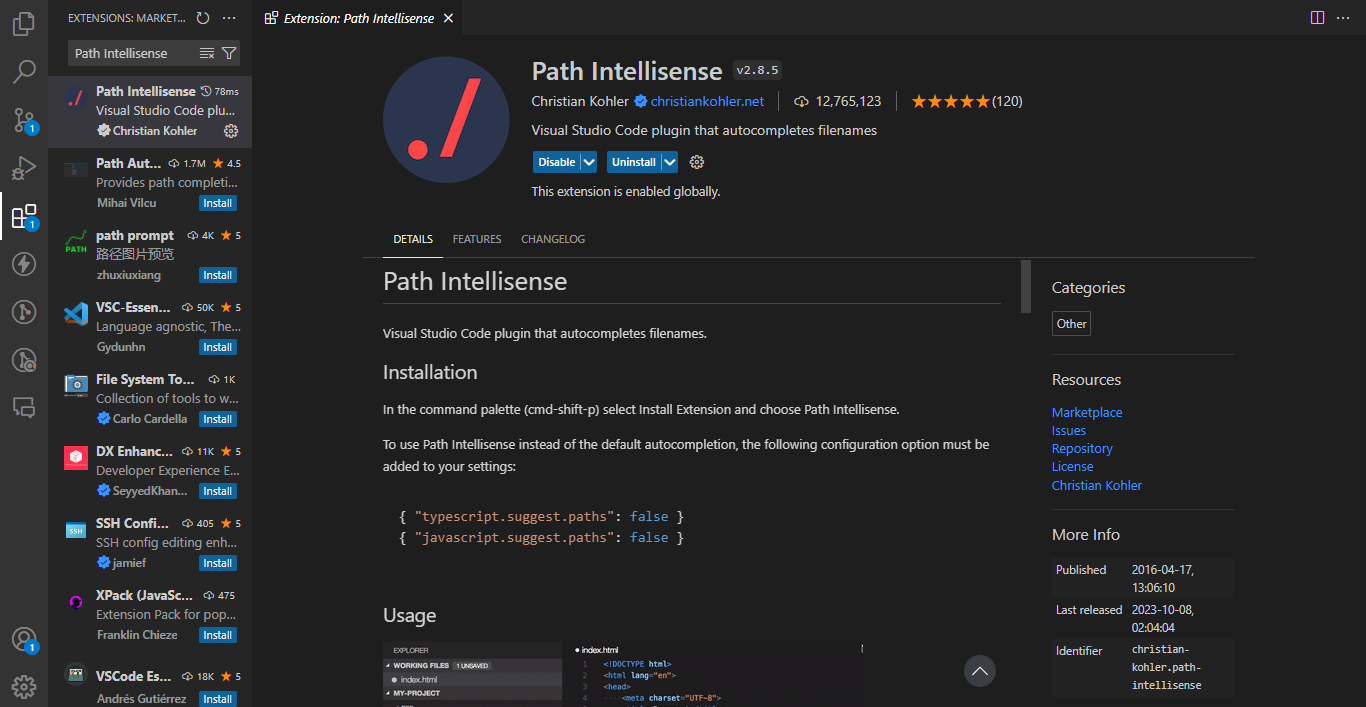 EXTENSIONS: MARKET...
Extension: Path Intellisense
Path Intellisense
Path Intellisense 78ms
Visual Studio Code plu...
Christian Kohler
Path Aut... 1.7M 4.5
Provides path completi...
Mihai Vilcu Install
path prompt 4K 5
路径图片预览
zhuxiuxiang Install
PATH
VSC-Essen... 50K 5
Language agnostic, The...
Gydunhn Install
File System To... 1K
Collection of tools to w...
Carlo Cardella Install
DX Enhanc... 11K 5
Developer Experience E...
SeyyedKhan... Install
SSH Confi... 405 5
SSH config editing enh...
jamief Install
SSH
XPack (JavaSc... 475
Extension Pack for pop...
Franklin Chieze Install
VSCode Es... 18K 5
Andrés Gutiérrez Install
1
1
1
Path Intellisense v2.8.5
Christian Kohler christiankohler.net 12,765,123 (120)
Visual Studio Code plugin that autocompletes filenames
Disable Uninstall
This extension is enabled globally.
DETAILS FEATURES CHANGELOG
Path Intellisense
Visual Studio Code plugin that autocompletes filenames.
Installation
In the command palette (cmd-shift-p) select Install Extension and choose Path Intellisense.
To use Path Intellisense instead of the default autocompletion, the following configuration option must be
added to your settings:
{ "typescript.suggest.paths": false }
{ "javascript.suggest.paths": false }
Usage
EXPLORER
WORKING FILES 1 UNSAVED
index.html
MY-PROJECT
index.html
1 <!DOCTYPE html>
2 <html lang="en">
3 <head>
4 <meta charset="UTF-8">
Categories
Other
Resources
Marketplace
Issues
Repository
License
Christian Kohler
More Info
Published 2016-04-17,
13:06:10
Last released 2023-10-08,
02:04:04
Identifier christian-
kohler.path-
intellisense